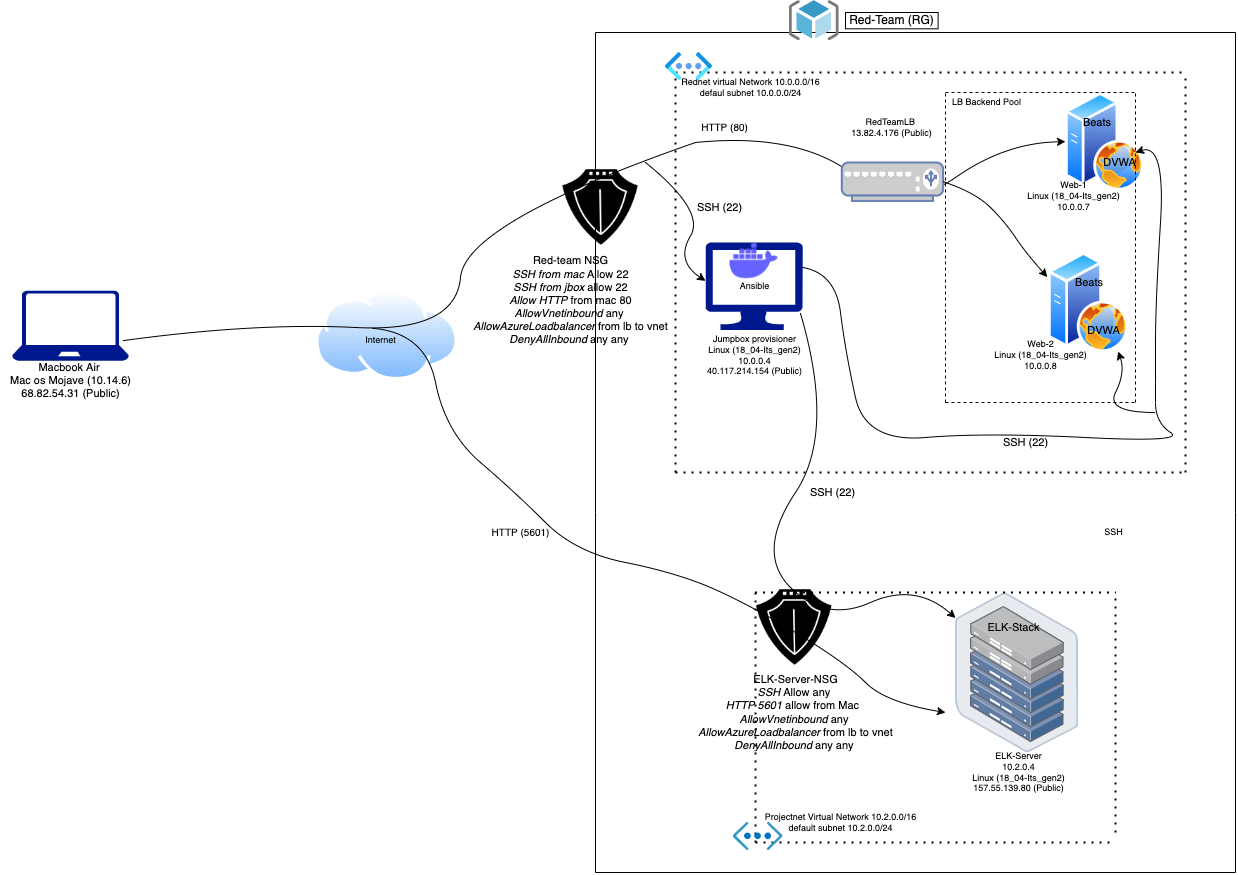 Red-Team (RG)
Rednet virtual Network 10.0.0.0/16
defaul subnet 10.0.0.0/24
LB Backend Pool
HTTP (80)
RedTeamLB
13.82.4.176 (Public)
Beats
DVWA
Web-1
Linux (18_04-lts_gen2)
10.0.0.7
SSH (22)
Red-team NSG
SSH from mac Allow 22
SSH from jbox allow 22
Allow HTTP from mac 80
AllowVnetinbound any
AllowAzureLoadbalancer from lb to vnet
DenyAllInbound any any
Ansible
Jumpbox provisioner
Linux (18_04-lts_gen2)
10.0.0.4
40.117.214.154 (Public)
Beats
DVWA
Web-2
Linux (18_04-lts_gen2)
10.0.0.8
Internet
Macbook Air
Mac os Mojave (10.14.6)
68.82.54.31 (Public)
SSH (22)
SSH (22)
HTTP (5601)
SSH
ELK-Stack
ELK-Server-NSG
SSH Allow any
HTTP 5601 allow from Mac
AllowVnetinbound any
AllowAzureLoadbalancer from lb to vnet
DenyAllInbound any any
ELK-Server
10.2.0.4
Linux (18_04-lts_gen2)
157.55.139.80 (Public)
Projectnet Virtual Network 10.2.0.0/16
default subnet 10.2.0.0/24